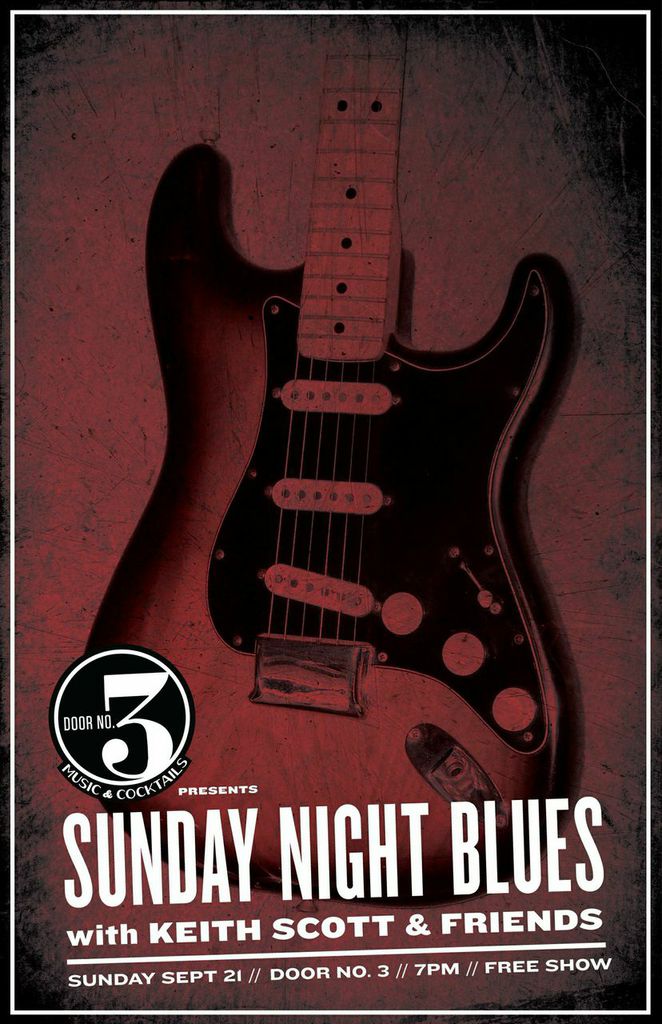 DOOR NO. 3
MUSIC & COCKTAILS
PRESENTS
SUNDAY NIGHT BLUES
with KEITH SCOTT & FRIENDS
SUNDAY SEPT 21 // DOOR NO. 3 // 7PM // FREE SHOW